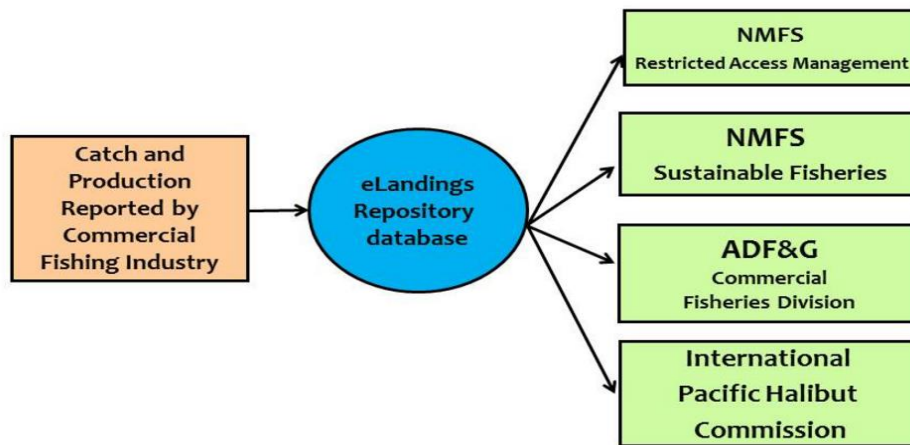 Catch and
Production
Reported by
Commercial
Fishing Industry
eLandings
Repository
database
NMFS
Restricted Access Management
NMFS
Sustainable Fisheries
ADF&G
Commercial
Fisheries Division
International
Pacific Halibut
Commission